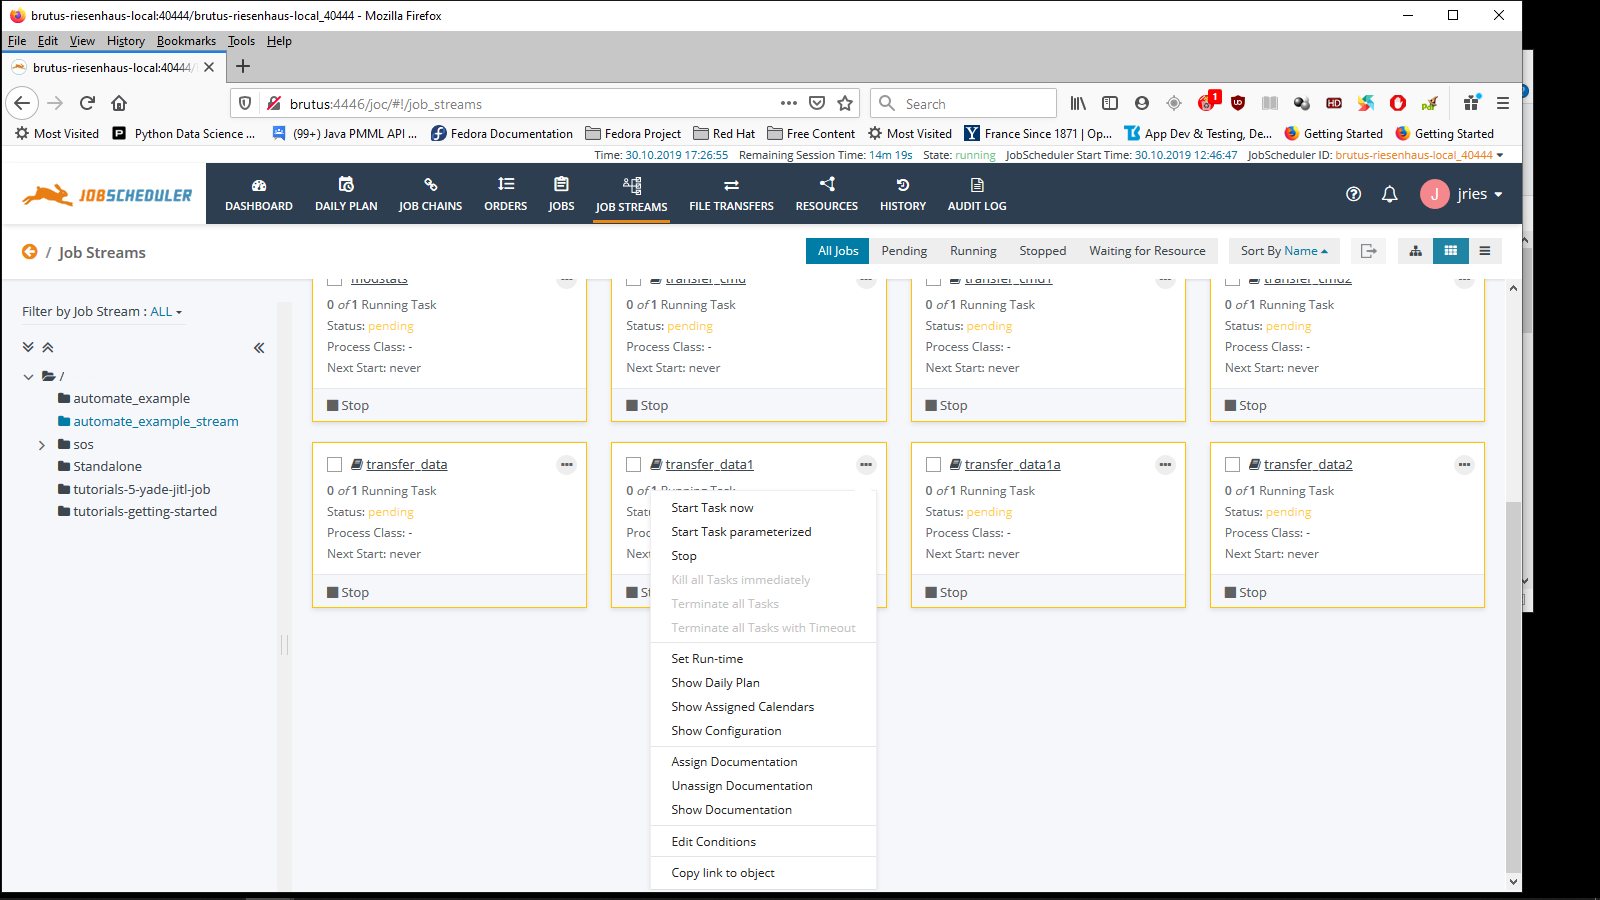 brutus-riesenhaus-local:40444/brutus-riesenhaus-local_40444 - Mozilla Firefox
File Edit View History Bookmarks Tools Help
brutus-riesenhaus-local:40444/
brutus:4446/joc/#!/job_streams
Search
1
Most Visited Python Data Science ... (99+) Java PMML API ... Fedora Documentation Fedora Project Red Hat Free Content Most Visited France Since 1871 | Op... App Dev & Testing, De... Getting Started Getting Started
Time: 30.10.2019 17:26:55 Remaining Session Time: 14m 19s State: running JobScheduler Start Time: 30.10.2019 12:46:47 JobScheduler ID: brutus-riesenhaus-local_40444
JOBSCHEDULER
DASHBOARD DAILY PLAN JOB CHAINS ORDERS JOBS JOB STREAMS FILE TRANSFERS RESOURCES HISTORY AUDIT LOG
J jries
/ Job Streams
All Jobs Pending Running Stopped Waiting for Resource Sort By Name
Filter by Job Stream : ALL
/
automate_example
automate_example_stream
sos
Standalone
tutorials-5-yade-jitl-job
tutorials-getting-started
modstats transfer_cmd transfer_cmd1 transfer_cmd2
0 of 1 Running Task 0 of 1 Running Task 0 of 1 Running Task 0 of 1 Running Task
Status: pending Status: pending Status: pending Status: pending
Process Class: - Process Class: - Process Class: - Process Class: -
Next Start: never Next Start: never Next Start: never Next Start: never
Stop Stop Stop Stop
transfer_data transfer_data1 transfer_data1a transfer_data2
0 of 1 Running Task 0 of 1 Running Task 0 of 1 Running Task 0 of 1 Running Task
Status: pending Statu Status: pending Status: pending
Process Class: - Proc Process Class: - Process Class: -
Next Start: never Next Next Start: never Next Start: never
Stop St Stop Stop
Start Task now
Start Task parameterized
Stop
Kill all Tasks immediately
Terminate all Tasks
Terminate all Tasks with Timeout
Set Run-time
Show Daily Plan
Show Assigned Calendars
Show Configuration
Assign Documentation
Unassign Documentation
Show Documentation
Edit Conditions
Copy link to object